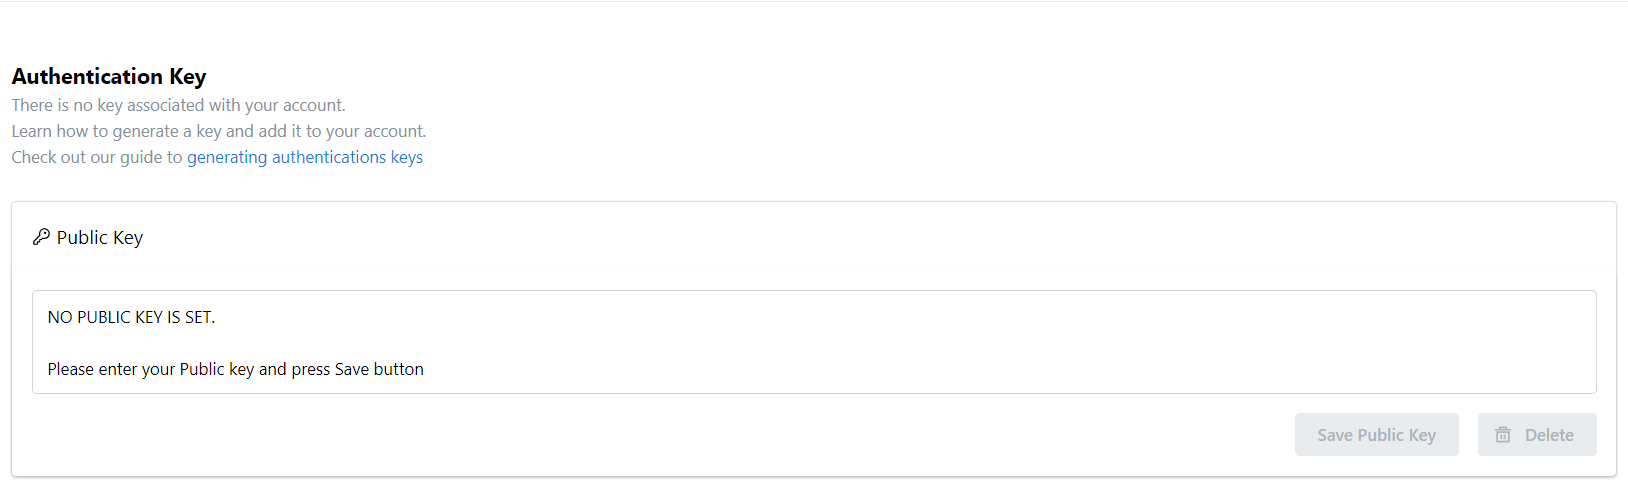 Authentication Key
There is no key associated with your account.
Learn how to generate a key and add it to your account.
Check out our guide to generating authentications keys
Public Key
NO PUBLIC KEY IS SET.
Please enter your Public key and press Save button
Save Public Key
Delete